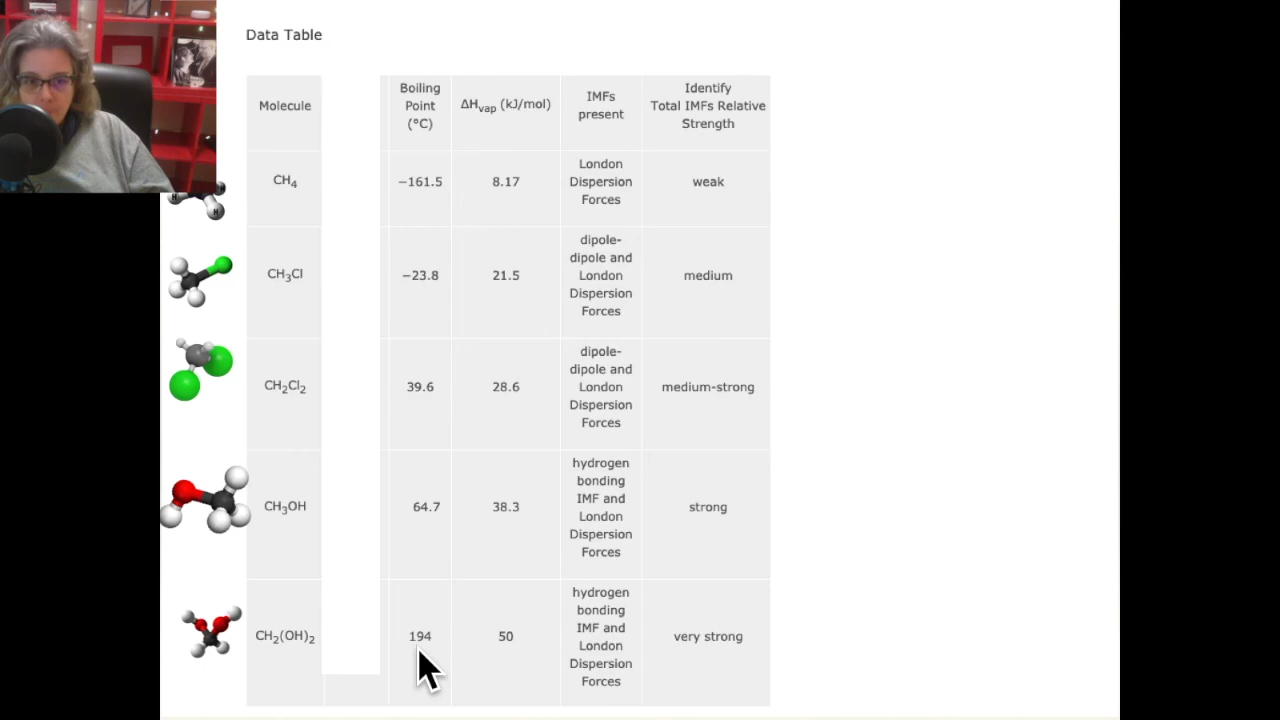 Data Table
Molecule
Boiling
Point
(°C)
ΔHvap (kJ/mol)
IMFs
present
Identify
Total IMFs Relative
Strength
CH4
−161.5
8.17
London
Dispersion
Forces
weak
CH3Cl
−23.8
21.5
dipole-
dipole and
London
Dispersion
Forces
medium
CH2Cl2
39.6
28.6
dipole-
dipole and
London
Dispersion
Forces
medium-strong
CH3OH
64.7
38.3
hydrogen
bonding
IMF and
London
Dispersion
Forces
strong
CH2(OH)2
194
50
hydrogen
bonding
IMF and
London
Dispersion
Forces
very strong
H
H